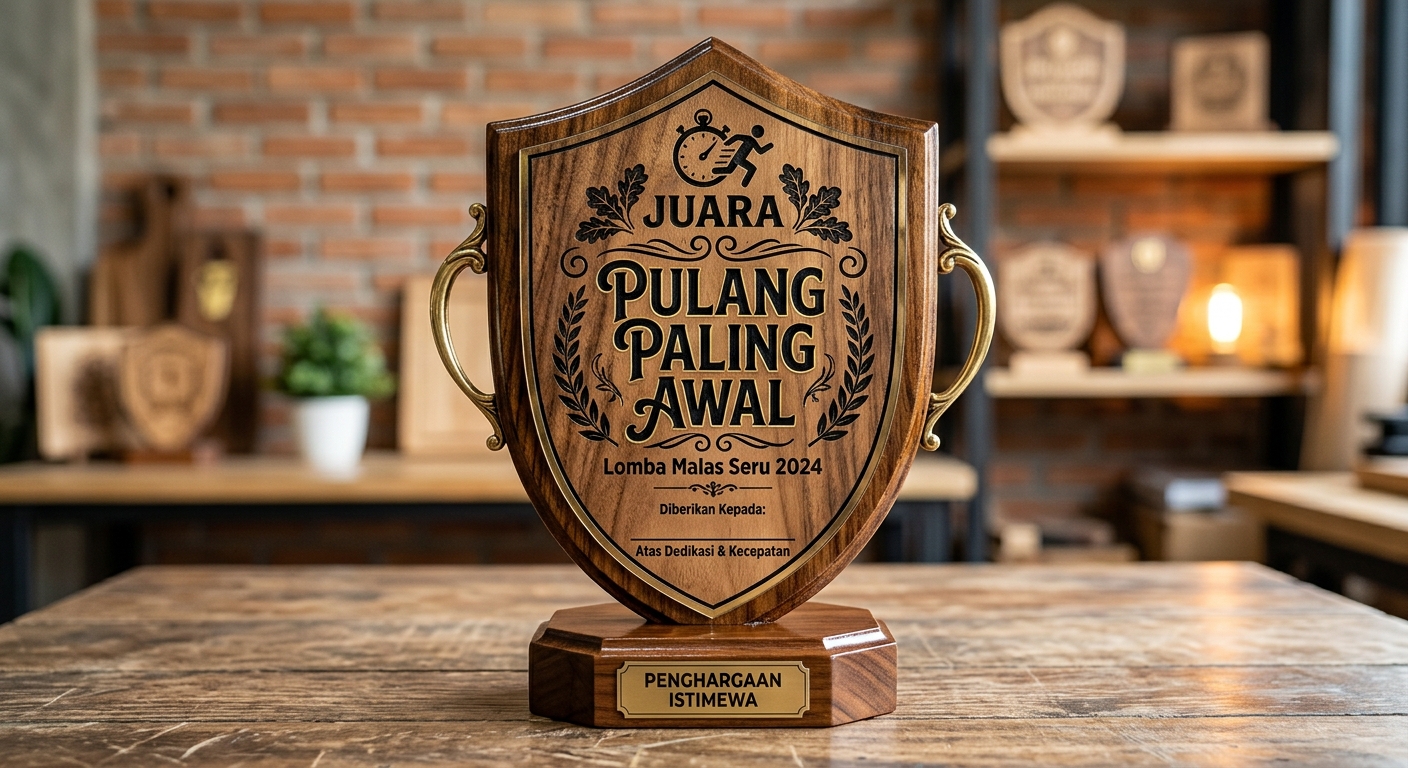 JUARA
PULANG
PALING
AWAL
Lomba Malas Seru 2024
Diberikan Kepada:
Atas Dedikasi & Kecepatan
PENGHARGAAN
ISTIMEWA